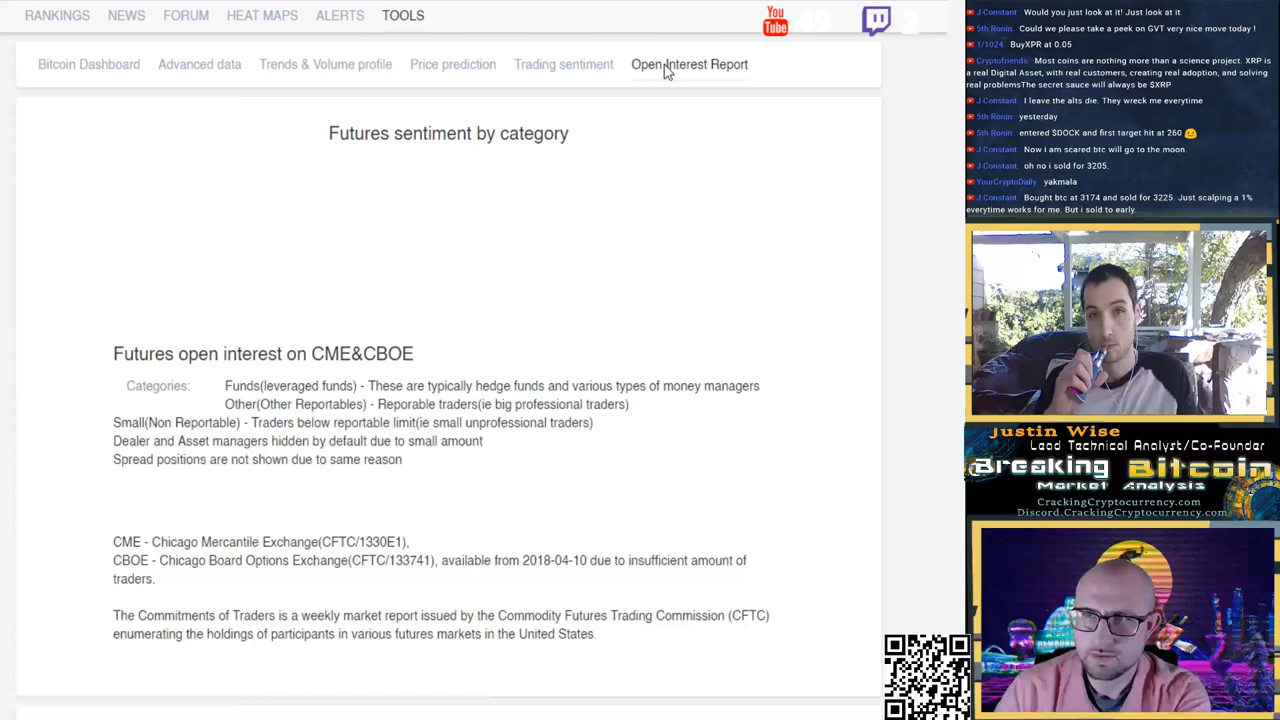 RANKINGS NEWS FORUM HEAT MAPS ALERTS TOOLS
You
Tube
49
2
Bitcoin Dashboard Advanced data Trends & Volume profile Price prediction Trading sentiment Open Interest Report
Futures sentiment by category
Futures open interest on CME&CBOE
Categories: Funds(leveraged funds) - These are typically hedge funds and various types of money managers
Other(Other Reportables) - Reporable traders(ie big professional traders)
Small(Non Reportable) - Traders below reportable limit(ie small unprofessional traders)
Dealer and Asset managers hidden by default due to small amount
Spread positions are not shown due to same reason
CME - Chicago Mercantile Exchange(CFTC/1330E1),
CBOE - Chicago Board Options Exchange(CFTC/133741), available from 2018-04-10 due to insufficient amount of
traders.
The Commitments of Traders is a weekly market report issued by the Commodity Futures Trading Commission (CFTC)
enumerating the holdings of participants in various futures markets in the United States.
J Constant: Would you just look at it! Just look at it.
5th Ronin: Could we please take a peek on GVT very nice move today !
1/1024: BuyXPR at 0.05
Cryptofriends: Most coins are nothing more than a science project. XRP is
a real Digital Asset, with real customers, creating real adoption, and solving
real problemsThe secret sauce will always be $XRP
J Constant: I leave the alts die. They wreck me everytime
5th Ronin: yesterday
5th Ronin: entered $DOCK and first target hit at 260
J Constant: Now i am scared btc will go to the moon.
J Constant: oh no i sold for 3205.
YourCryptoDaily yakmala
J Constant: Bought btc at 3174 and sold for 3225. Just scalping a 1%
everytime works for me. But i sold to early.
Justin Wise
Lead Technical Analyst/Co-Founder
Breaking Bitcoin
Market Analysis
CrackingCryptocurrency.com
Discord.CrackingCryptocurrency.com